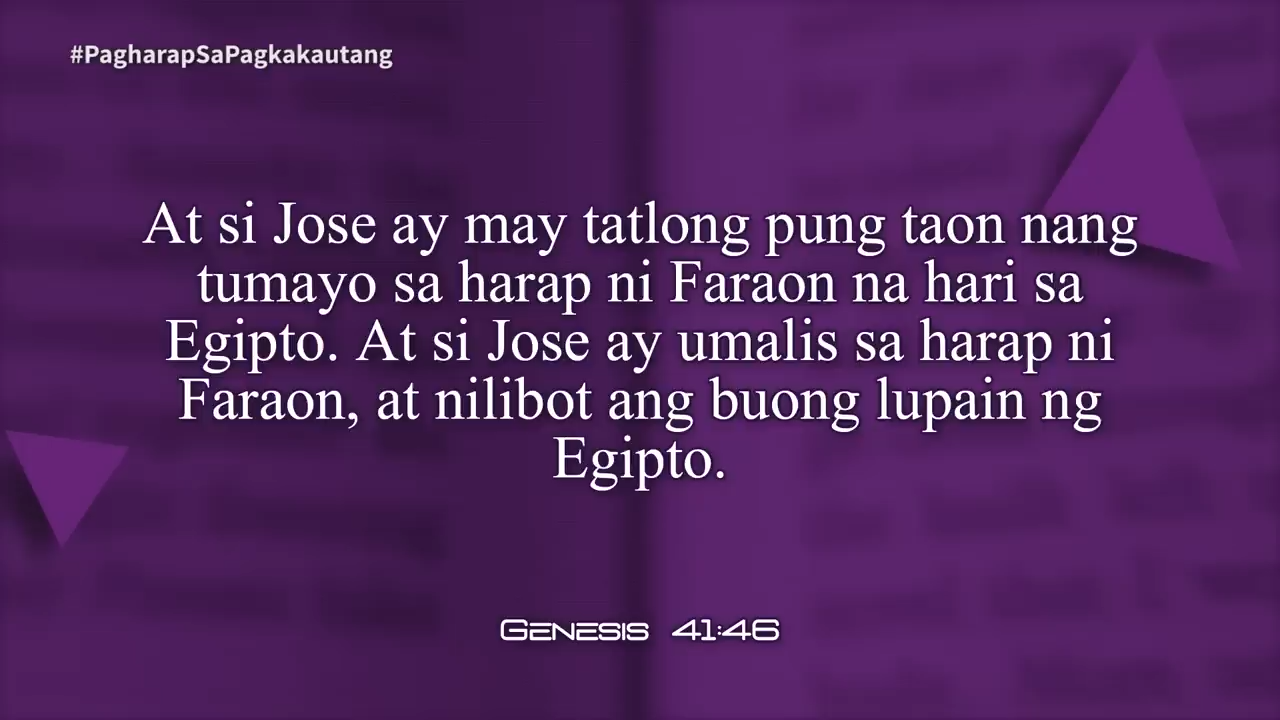 #PagharapSaPagkakautang
At si Jose ay may tatlong pung taon nang
tumayo sa harap ni Faraon na hari sa
Egipto. At si Jose ay umalis sa harap ni
Faraon, at nilibot ang buong lupain ng
Egipto.
Genesis 41:46